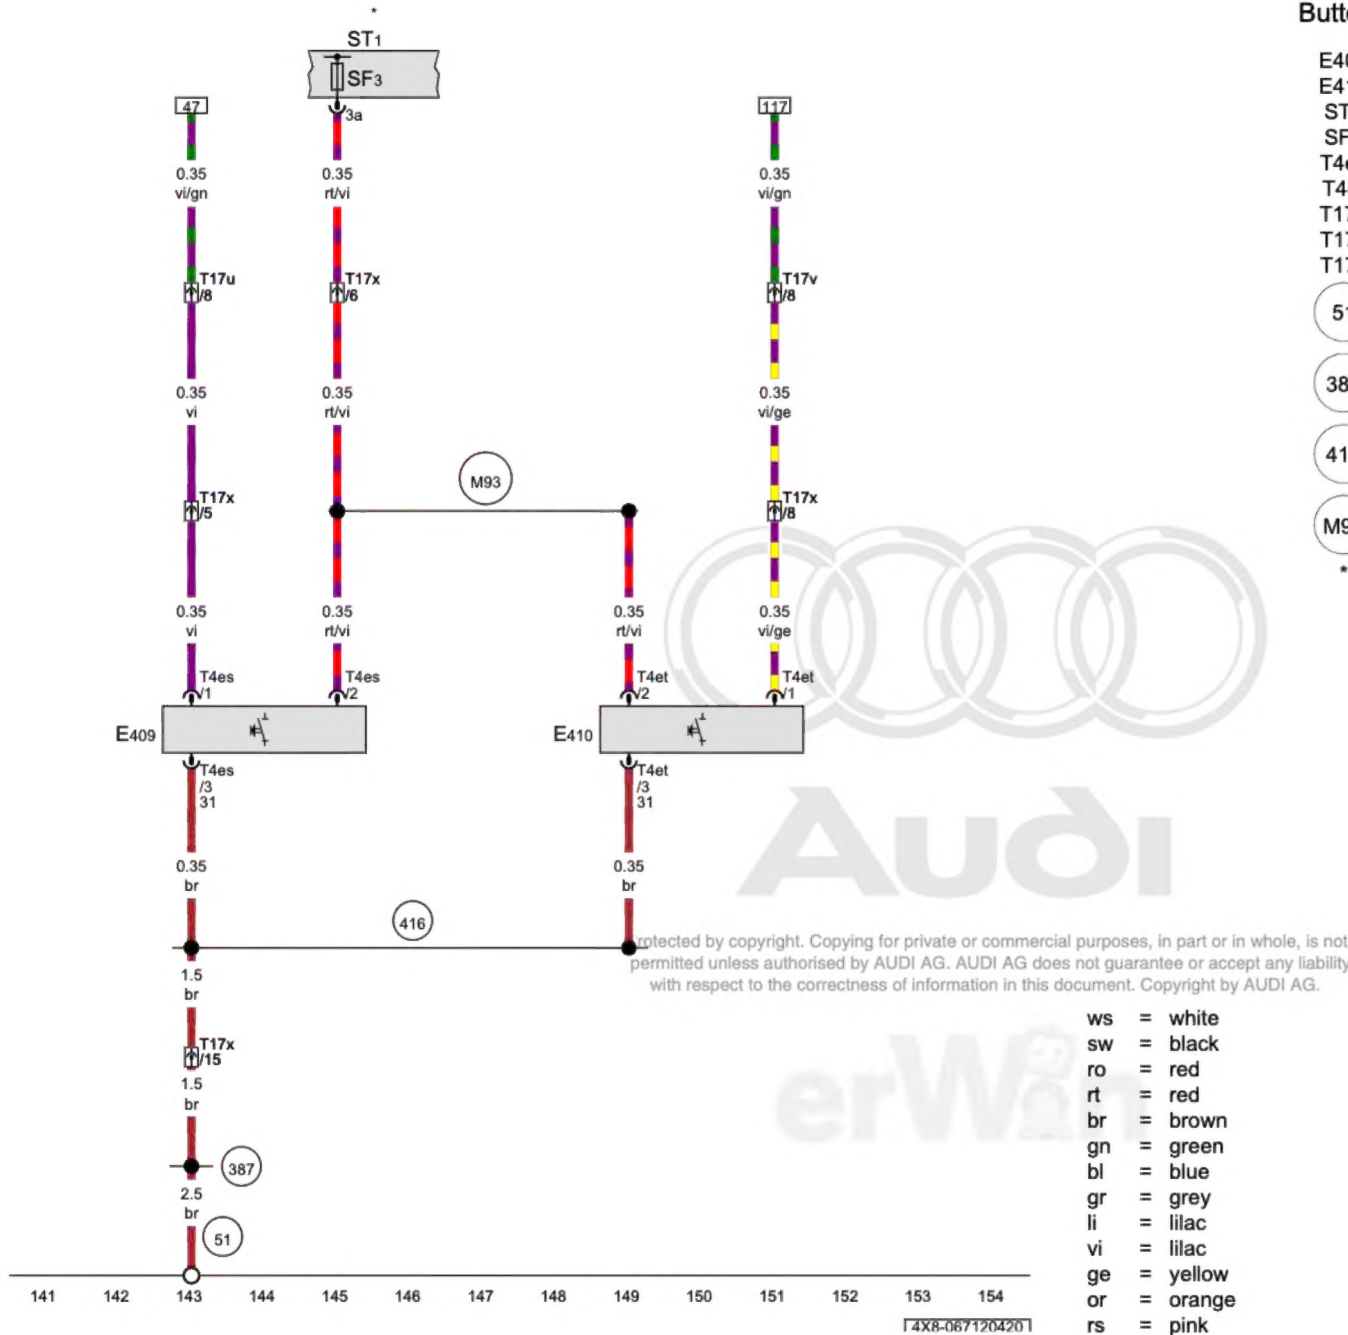 *
ST1
SF3
3a
47
117
0.35
vi/gn
0.35
rt/vi
0.35
vi/gn
T17u
/8
T17x
/6
T17v
/8
0.35
vi
0.35
rt/vi
0.35
vi/ge
M93
T17x
/5
T17x
/8
0.35
vi
0.35
rt/vi
0.35
rt/vi
0.35
vi/ge
T4es
/1
T4es
/2
T4et
/2
T4et
/1
E409
E410
T4es
/3
31
T4et
/3
31
0.35
br
0.35
br
416
1.5
br
T17x
/15
1.5
br
387
2.5
br
51
141 142 143 144 145 146 147 148 149 150 151 152 153 154
4X8-067120420
Audi
rotected by copyright. Copying for private or commercial purposes, in part or in whole, is not
permitted unless authorised by AUDI AG. AUDI AG does not guarantee or accept any liability
with respect to the correctness of information in this document. Copyright by AUDI AG.
erWin
ws = white
sw = black
ro = red
rt = red
br = brown
gn = green
bl = blue
gr = grey
li = lilac
vi = lilac
ge = yellow
or = orange
rs = pink
Butt
E40
E41
ST
SF
T4e
T4
T17
T17
T17
51
38
41
M9
*